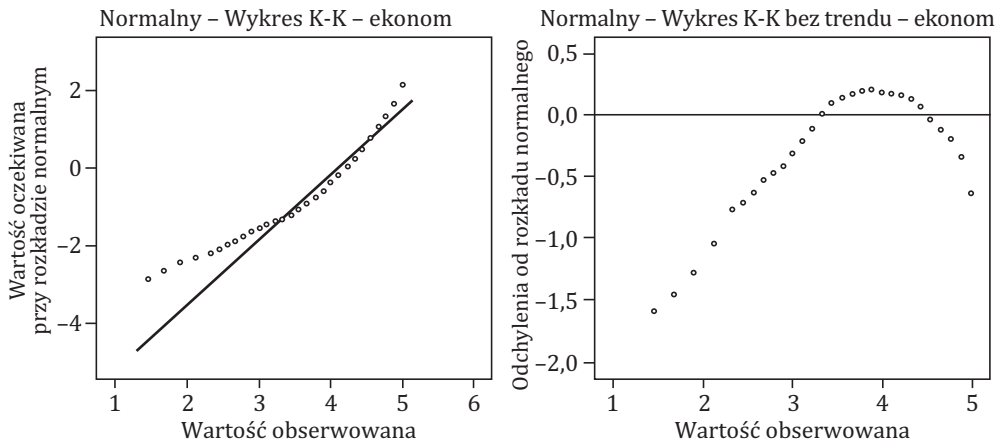 Normalny – Wykres K-K – ekonom
Wartość oczekiwana
przy rozkładzie normalnym
2
0
–2
–4
1 2 3 4 5 6
Wartość obserwowana
Normalny – Wykres K-K bez trendu – ekonom
Odchylenia od rozkładu normalnego
0,5
0,0
–0,5
–1,0
–1,5
–2,0
1 2 3 4 5
Wartość obserwowana